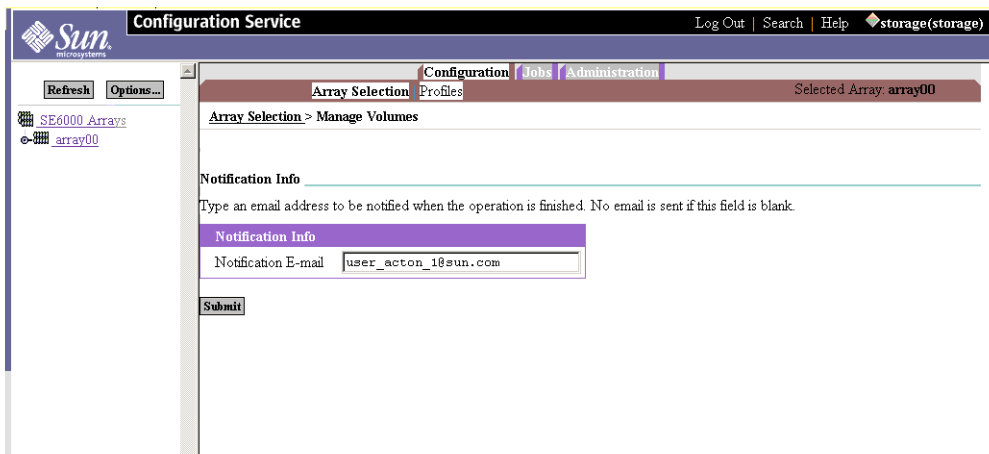 Sun
microsystems
Configuration Service
Log Out | Search | Help storage(storage)
Refresh Options...
SE6000 Arrays
array00
Configuration Jobs Administration
Array Selection Profiles
Selected Array: array00
Array Selection > Manage Volumes
Notification Info
Type an email address to be notified when the operation is finished. No email is sent if this field is blank.
Notification Info
Notification E-mail user_acton_1@sun.com
Submit